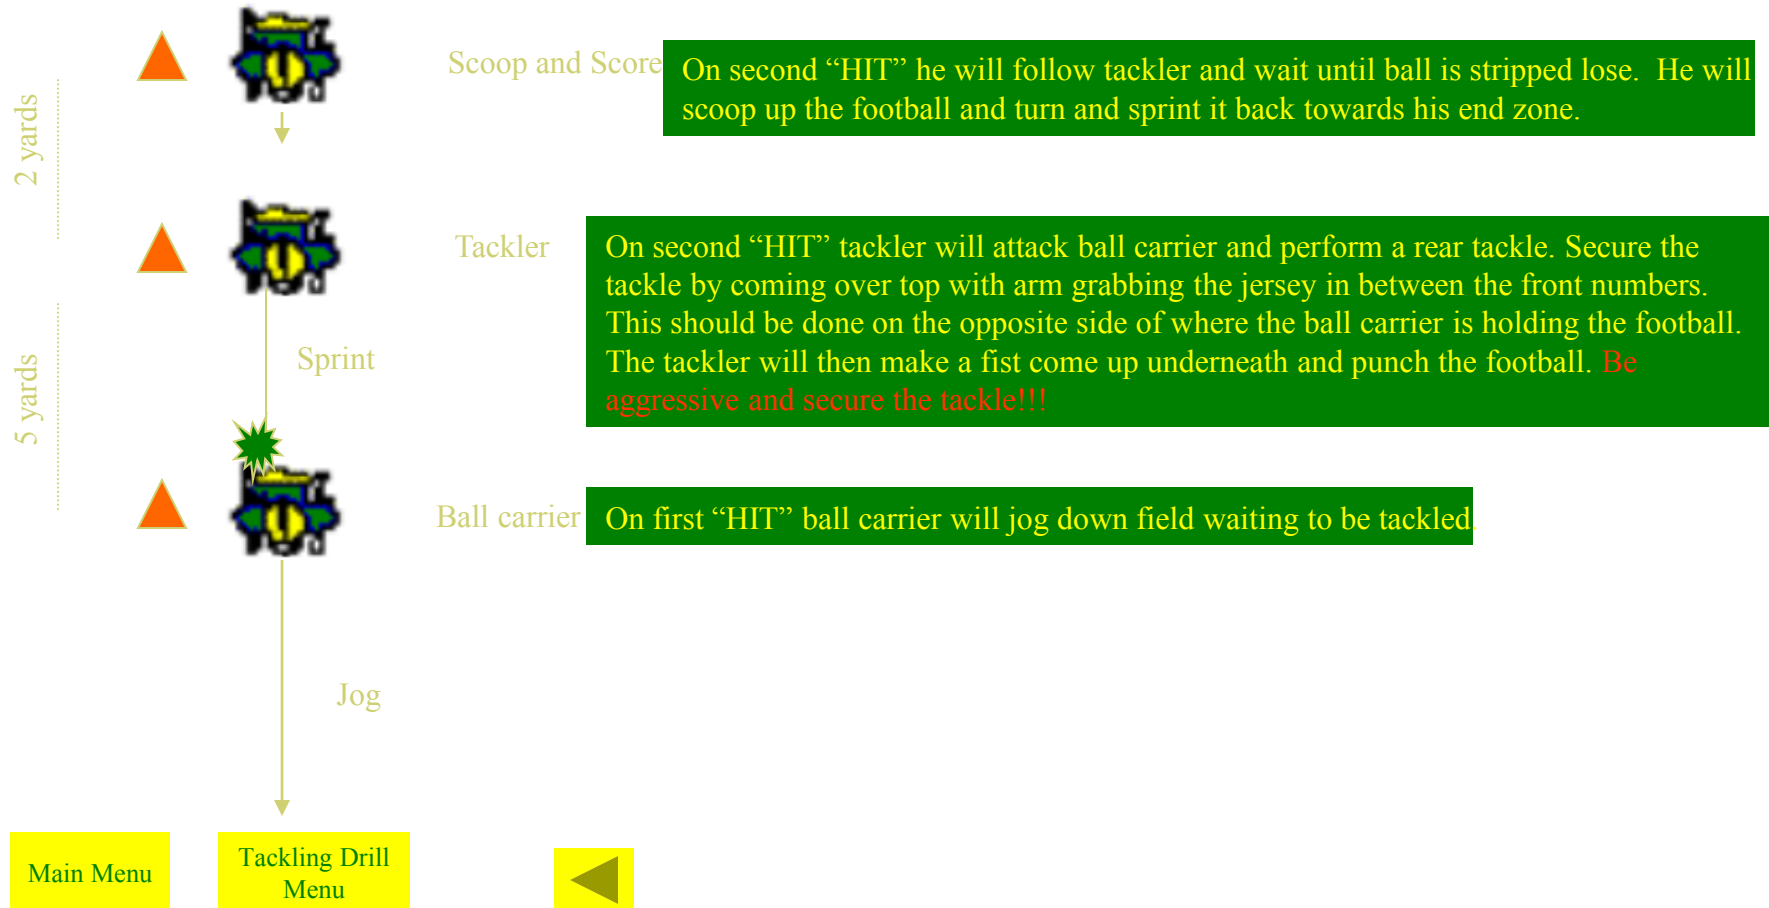 Scoop and Score
On second “HIT” he will follow tackler and wait until ball is stripped lose.  He will
scoop up the football and turn and sprint it back towards his end zone.
2 yards
Tackler
On second “HIT” tackler will attack ball carrier and perform a rear tackle. Secure the
tackle by coming over top with arm grabbing the jersey in between the front numbers.
This should be done on the opposite side of where the ball carrier is holding the football.
The tackler will then make a fist come up underneath and punch the football. Be
aggressive and secure the tackle!!!
Sprint
5 yards
Ball carrier
On first “HIT” ball carrier will jog down field waiting to be tackled.
Jog
Main Menu
Tackling Drill
Menu